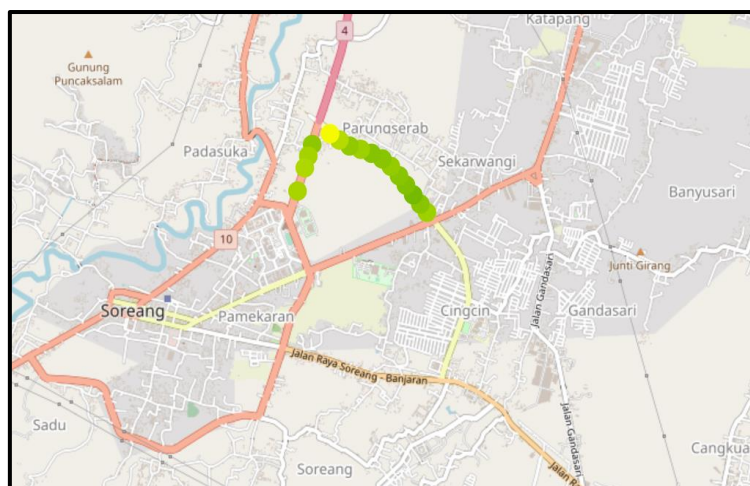 Katapang
4
Gunung
Puncaksalam
Parungserab
Padasuka
Sekarwangi
Banyusari
10
Junti Girang
Jalan Gandasari
Soreang
Pamekaran
Cingcin
Gandasari
Jalan Raya Soreang - Banjaran
Sadu
Jalan Gandasari
Soreang
Jalan